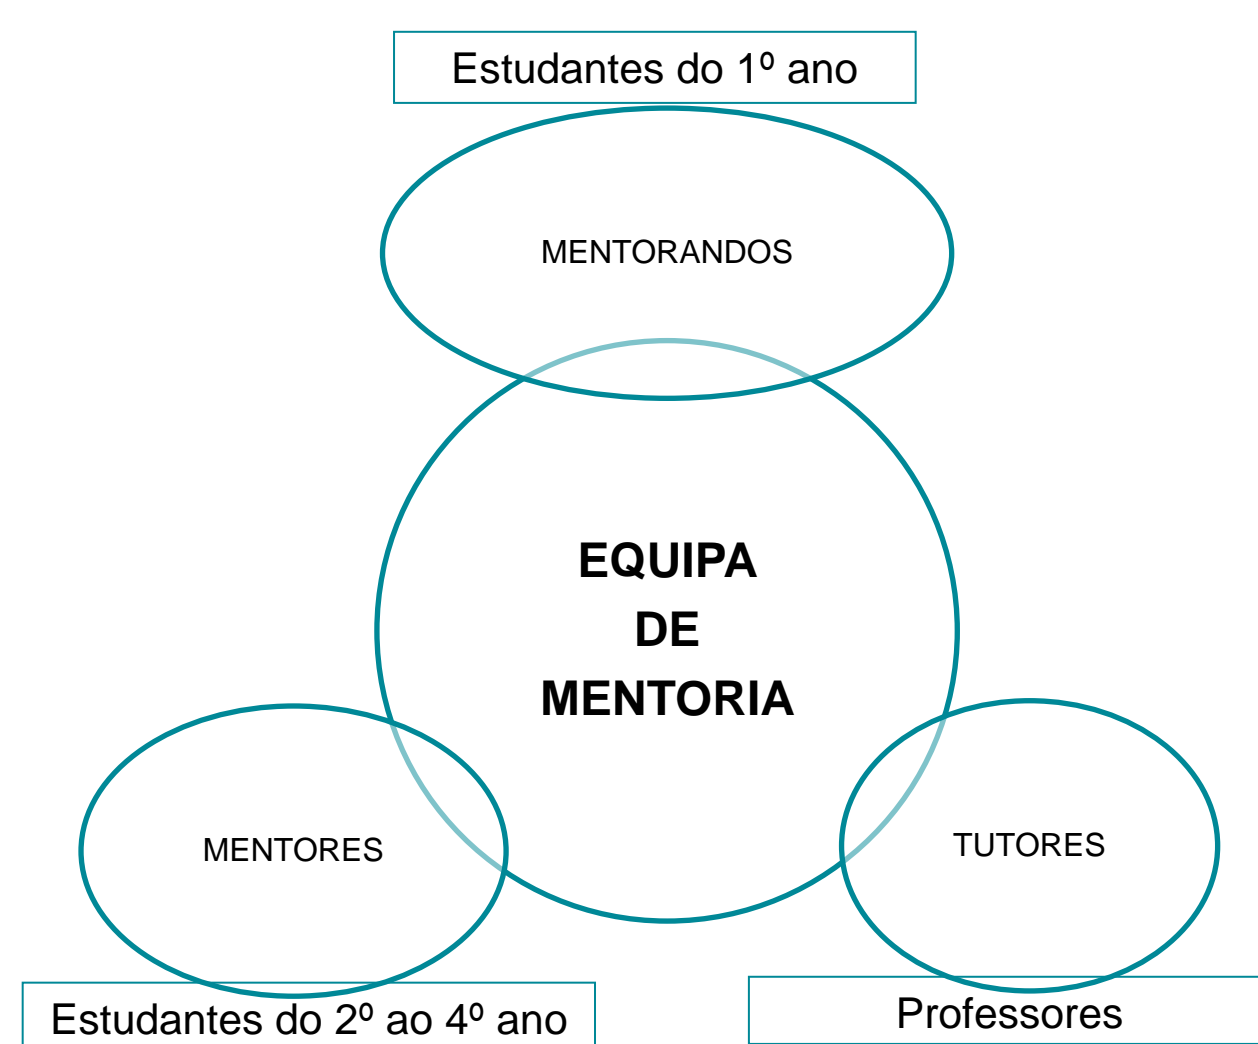 Estudantes do 1º ano
MENTORANDOS
EQUIPA
DE
MENTORIA
MENTORES
TUTORES
Estudantes do 2º ao 4º ano
Professores